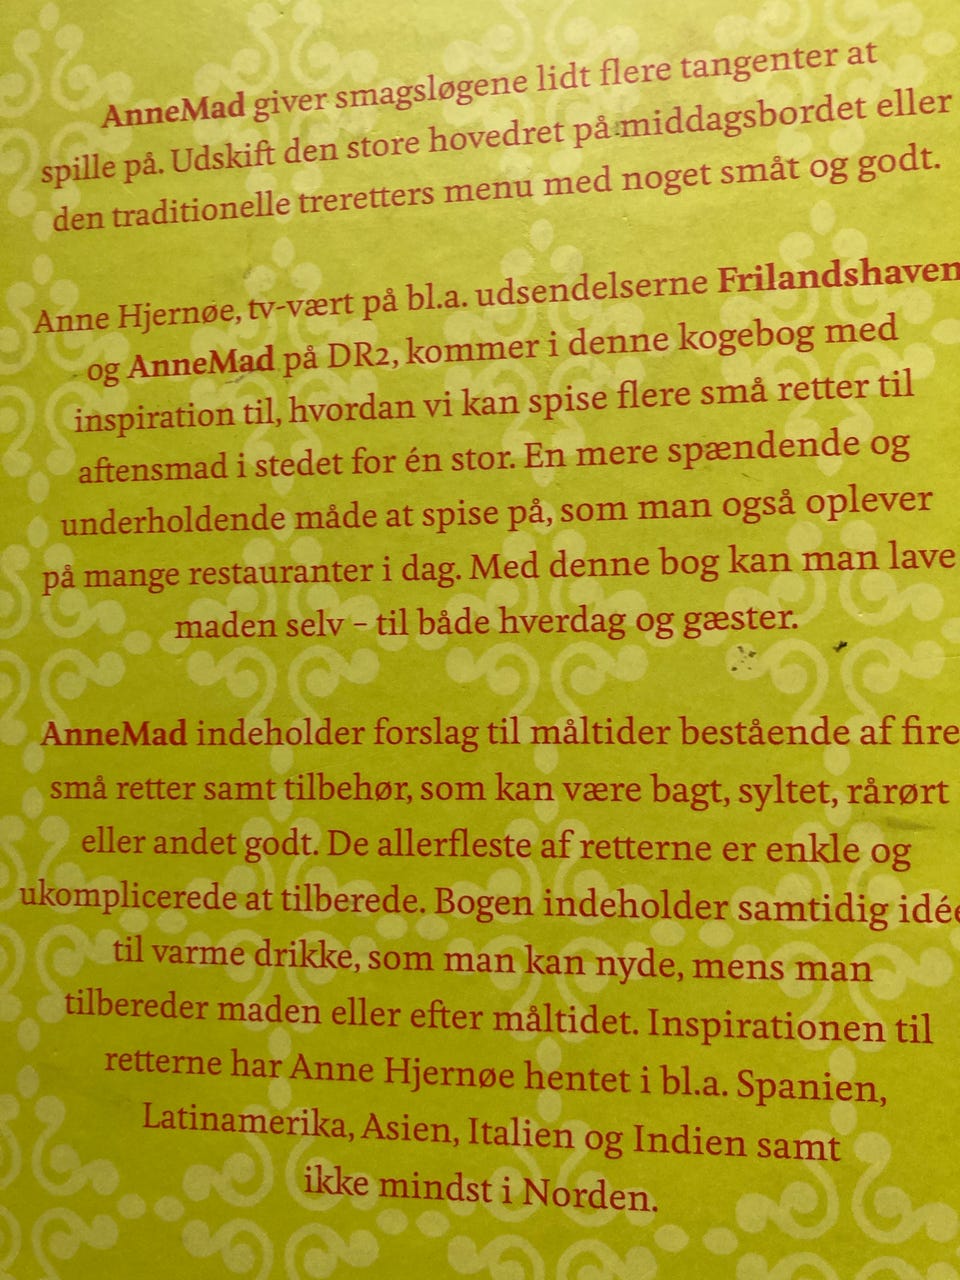 AnneMad giver smagsløgene lidt flere tangenter at
spille på. Udskift den store hovedret på middagsbordet eller
den traditionelle treretters menu med noget småt og godt.
Anne Hjernøe, tv-vært på bl.a. udsendelserne Frilandshaven
og AnneMad på DR2, kommer i denne kogebog med
inspiration til, hvordan vi kan spise flere små retter til
aftensmad i stedet for én stor. En mere spændende og
underholdende måde at spise på, som man også oplever
på mange restauranter i dag. Med denne bog kan man lave
maden selv – til både hverdag og gæster.
AnneMad indeholder forslag til måltider bestående af fire
små retter samt tilbehør, som kan være bagt, syltet, rårørt
eller andet godt. De allerfleste af retterne er enkle og
ukomplicerede at tilberede. Bogen indeholder samtidig
til varme drikke, som man kan nyde, mens man
tilbereder maden eller efter måltidet. Inspirationen til
retterne har Anne Hjernøe hentet i bl.a. Spanien,
Latinamerika, Asien, Italien og Indien samt
ikke mindst i Norden.